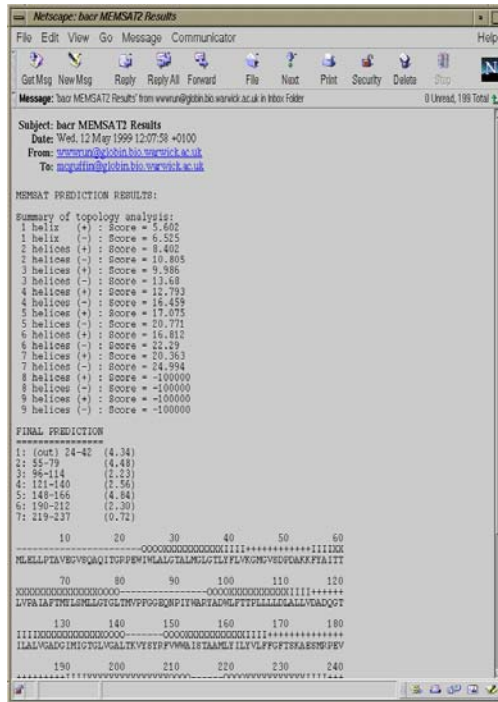 Netscape: bacr MEMSAT2 Results
File Edit View Go Message Communicator Help
Get Msg New Msg Reply Reply All Forward File Next Print Security Delete Stop
Message: 'bacr MEMSAT2 Results' from wwwrun@globin.bio.warwick.ac.uk in Inbox Folder 0 Unread, 199 Total
Subject: bacr MEMSAT2 Results
Date: Wed, 12 May 1999 12:07:58 +0100
From: wwwrun@globin.bio.warwick.ac.uk
To: mcguffin@globin.bio.warwick.ac.uk
MEMSAT PREDICTION RESULTS:
Summary of topology analysis:
1 helix (+) : Score = 5.602
1 helix (-) : Score = 6.525
2 helices (+) : Score = 8.402
2 helices (-) : Score = 10.805
3 helices (+) : Score = 9.986
3 helices (-) : Score = 13.68
4 helices (+) : Score = 12.793
4 helices (-) : Score = 16.459
5 helices (+) : Score = 17.075
5 helices (-) : Score = 20.771
6 helices (+) : Score = 16.812
6 helices (-) : Score = 22.29
7 helices (+) : Score = 20.363
7 helices (-) : Score = 24.994
8 helices (+) : Score = -100000
8 helices (-) : Score = -100000
9 helices (+) : Score = -100000
9 helices (-) : Score = -100000
FINAL PREDICTION
================
1: (out) 24-42 (4.34)
2: 55-79 (4.48)
3: 96-114 (2.23)
4: 121-140 (2.56)
5: 148-166 (4.84)
6: 190-212 (2.30)
7: 219-237 (0.72)
10 20 30 40 50 60
-----------------------OOOOXXXXXXXXXXXIIII++++++++++++IIIIXX
MLELLPTAVEGVSQAQITGRPEWIWLALGTALMGLGTLYFLVKGMGVSDPDAKKFYAITT
70 80 90 100 110 120
XXXXXXXXXXXXXXXOOOO----------------OOOOXXXXXXXXXXXIIII++++++
LVPAIAFTMYLSMLLGYGLTMVPFGGEQNPIYWARYADWLFTTPLLLLDLALLVDADQGT
130 140 150 160 170 180
IIIIXXXXXXXXXXXXOOOO-------OOOOXXXXXXXXXXXIIII++++++++++++++
ILALVGADGIMIGTGLVGALTKVYSYRFVWWAISTAAMLYILYVLFFGFTSKAESMRPEV
190 200 210 220 230 240